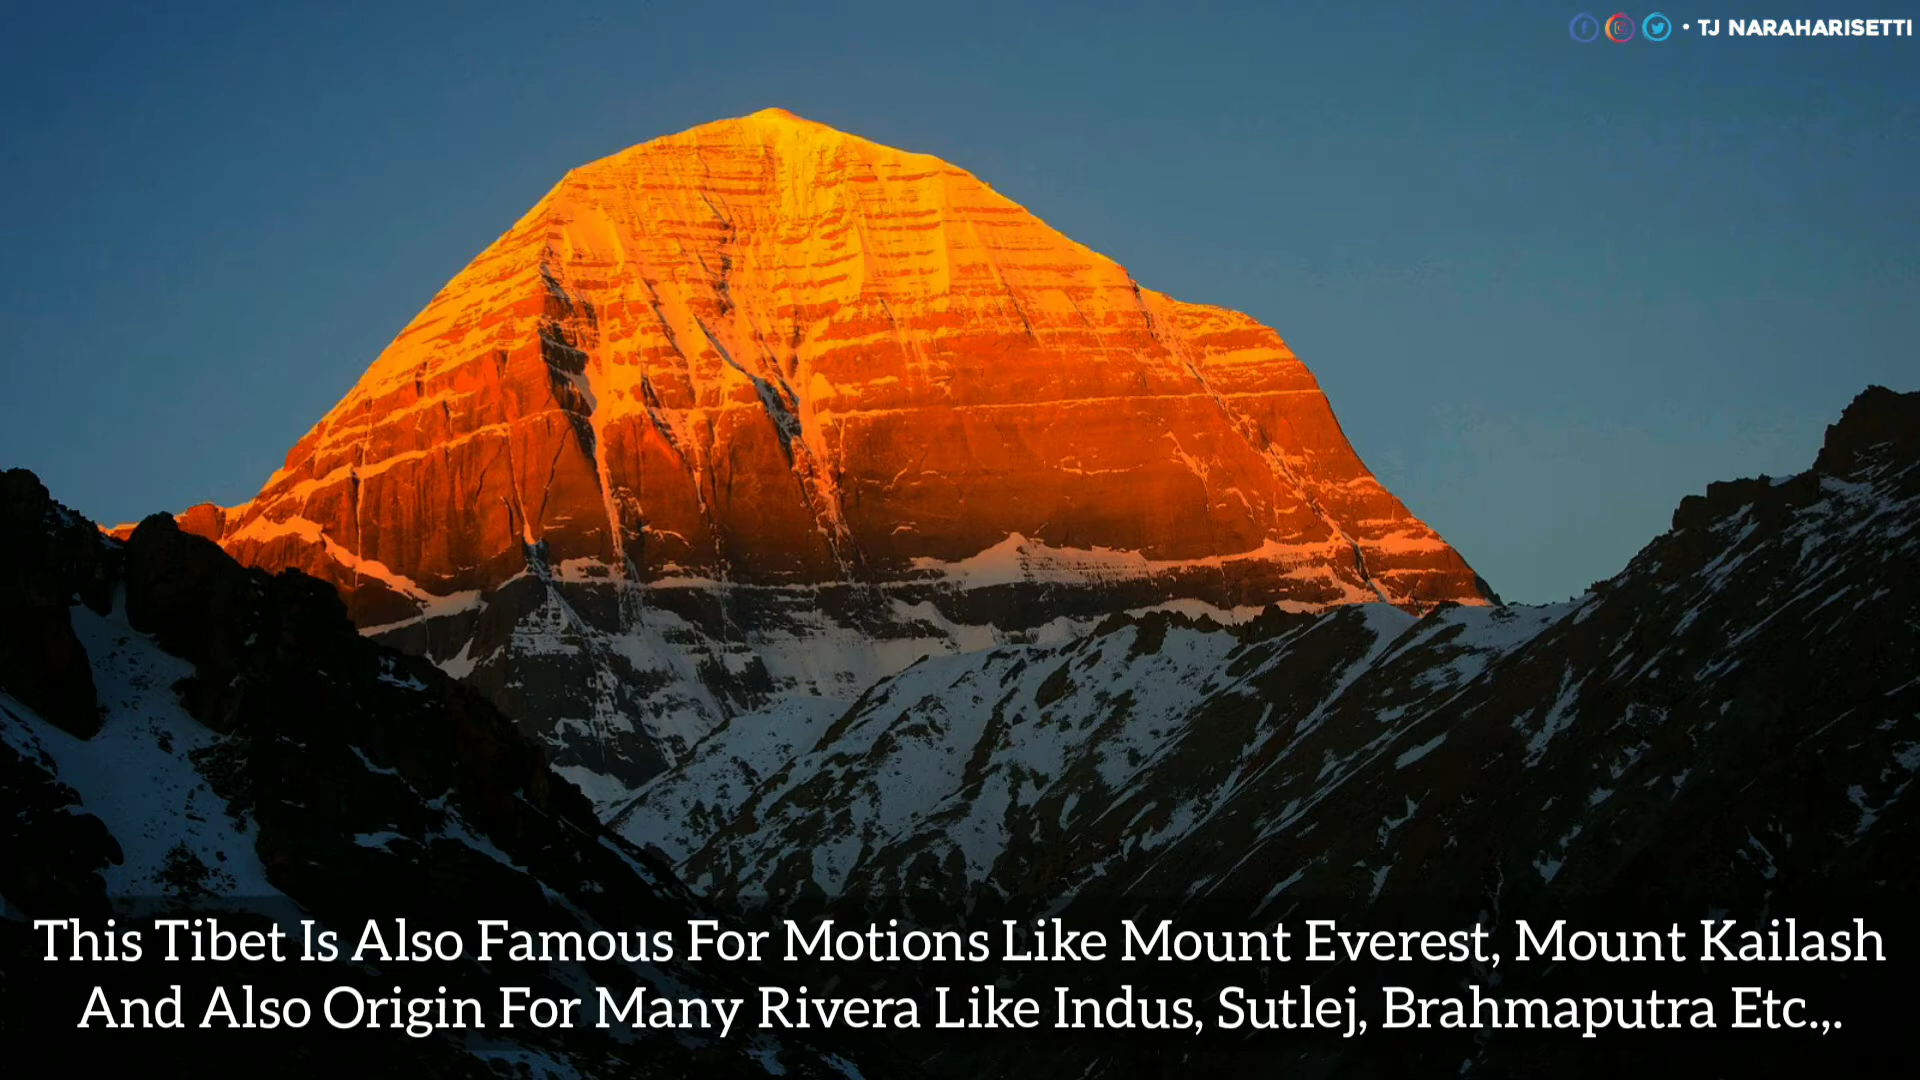 • TJ NARAHARISETTI
This Tibet Is Also Famous For Motions Like Mount Everest, Mount Kailash
And Also Origin For Many Rivera Like Indus, Sutlej, Brahmaputra Etc.,.